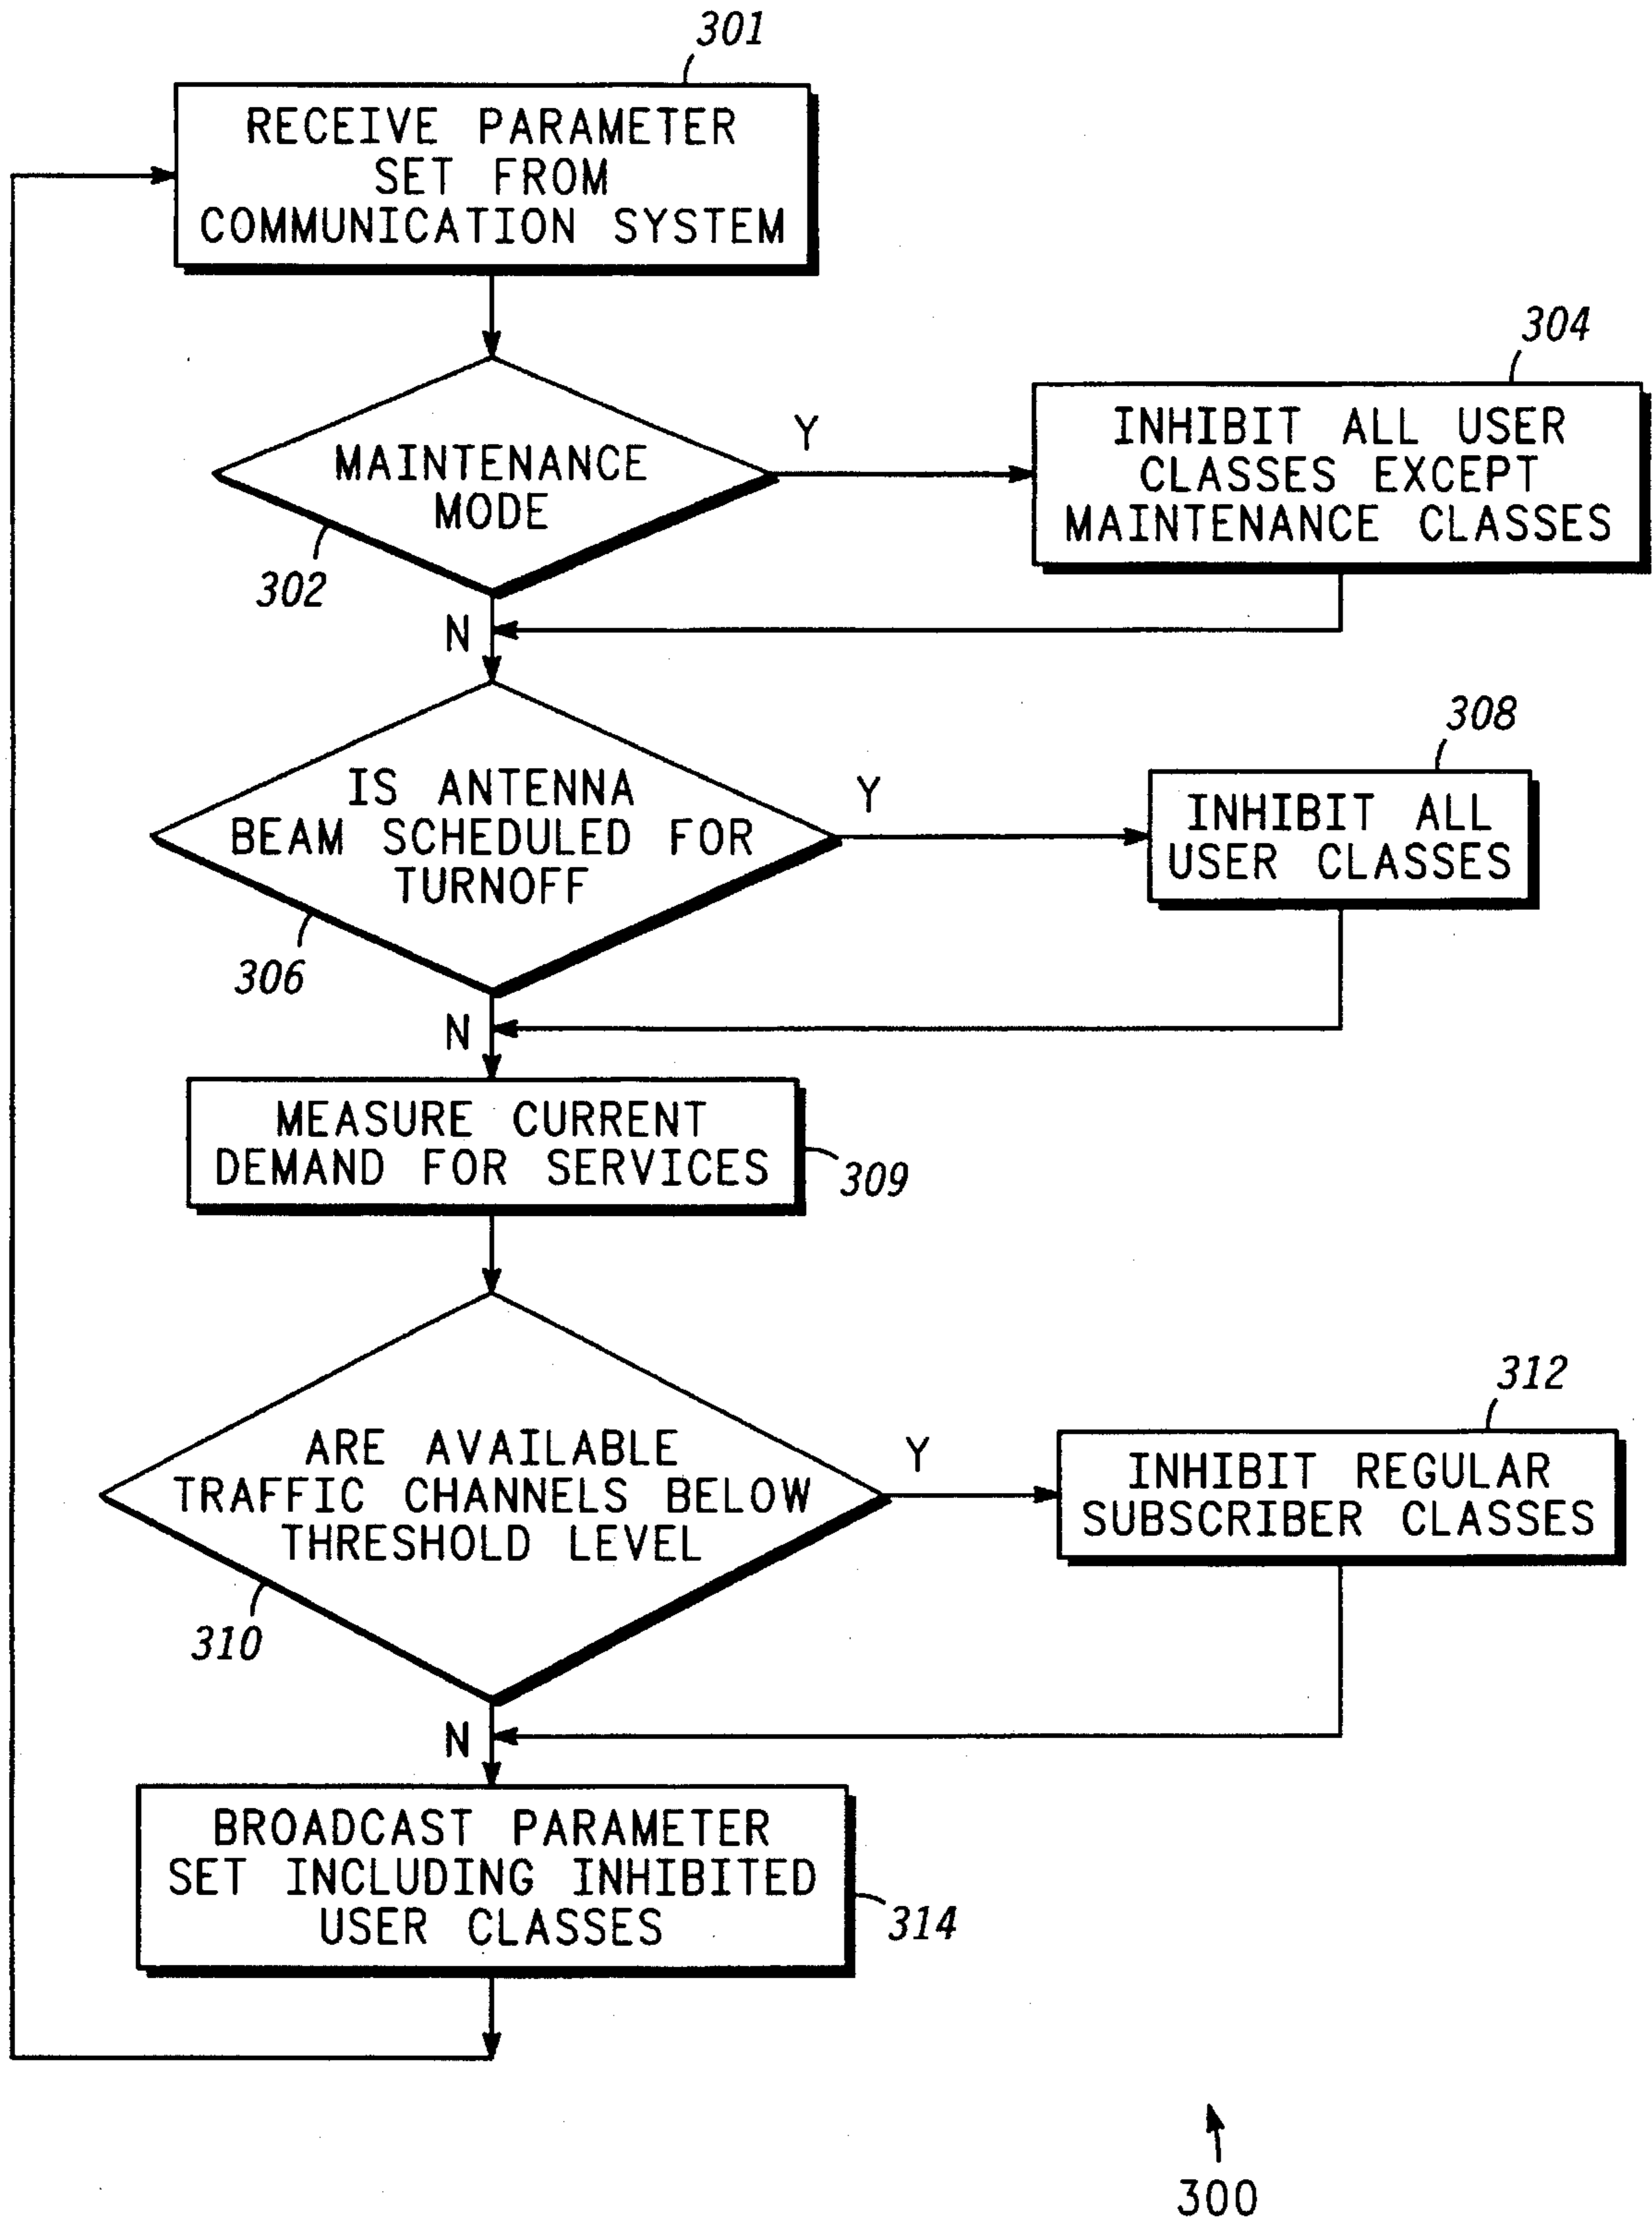 301
RECEIVE PARAMETER
SET FROM
COMMUNICATION SYSTEM
304
MAINTENANCE
MODE
Y
INHIBIT ALL USER
CLASSES EXCEPT
MAINTENANCE CLASSES
302
N
308
IS ANTENNA
BEAM SCHEDULED FOR
TURNOFF
Y
INHIBIT ALL
USER CLASSES
306
N
MEASURE CURRENT
DEMAND FOR SERVICES
309
312
ARE AVAILABLE
TRAFFIC CHANNELS BELOW
THRESHOLD LEVEL
Y
INHIBIT REGULAR
SUBSCRIBER CLASSES
310
N
BROADCAST PARAMETER
SET INCLUDING INHIBITED
USER CLASSES
314
300